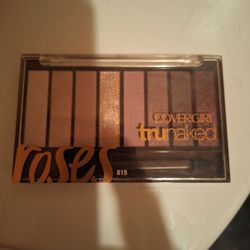 COVERGIRL
trunaked
roses
815